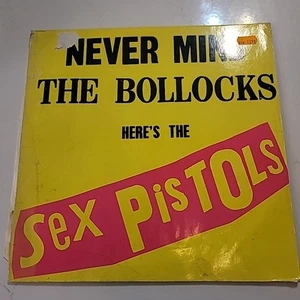 NEVER MIN
THE BOLLOCKS
HERE'S THE
Sex PiSTOLS